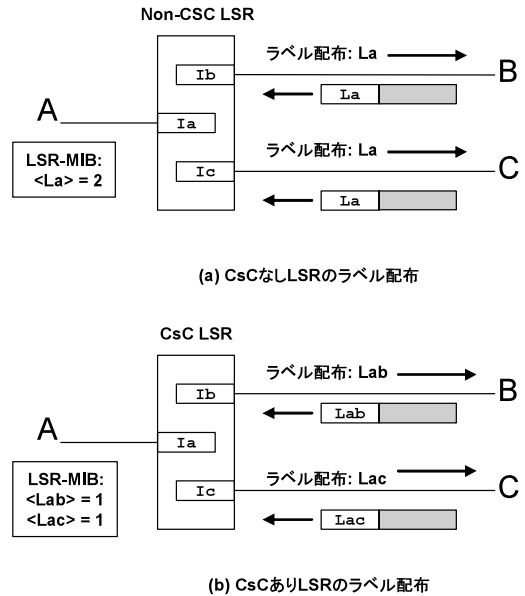 Non-CSC LSR
ラベル配布: La
Ib
B
La
A
Ia
LSR-MIB:
<La> = 2
ラベル配布: La
Ic
C
La
(a) CsCなしLSRのラベル配布
CsC LSR
ラベル配布: Lab
Ib
B
Lab
A
Ia
LSR-MIB:
<Lab> = 1
<Lac> = 1
ラベル配布: Lac
Ic
C
Lac
(b) CsCありLSRのラベル配布